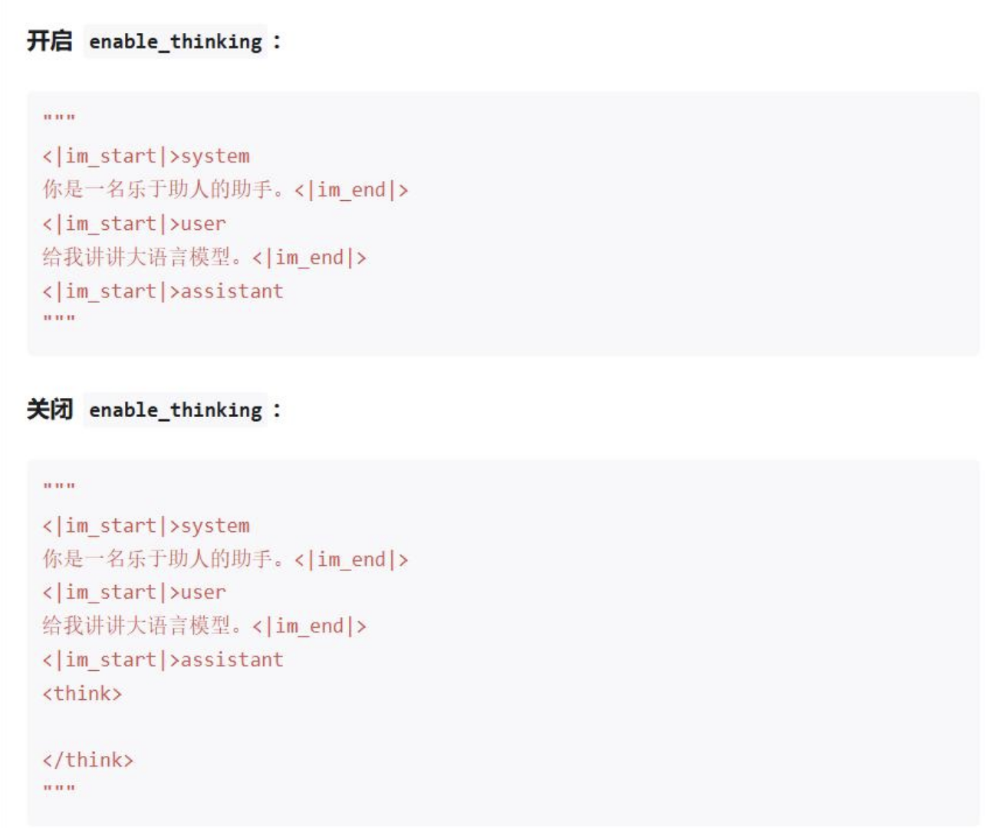 开启 enable_thinking：
"""
<|im_start|>system
你是一名乐于助人的助手。<|im_end|>
<|im_start|>user
给我讲讲大语言模型。<|im_end|>
<|im_start|>assistant
"""
关闭 enable_thinking：
"""
<|im_start|>system
你是一名乐于助人的助手。<|im_end|>
<|im_start|>user
给我讲讲大语言模型。<|im_end|>
<|im_start|>assistant
<think>

</think>
"""